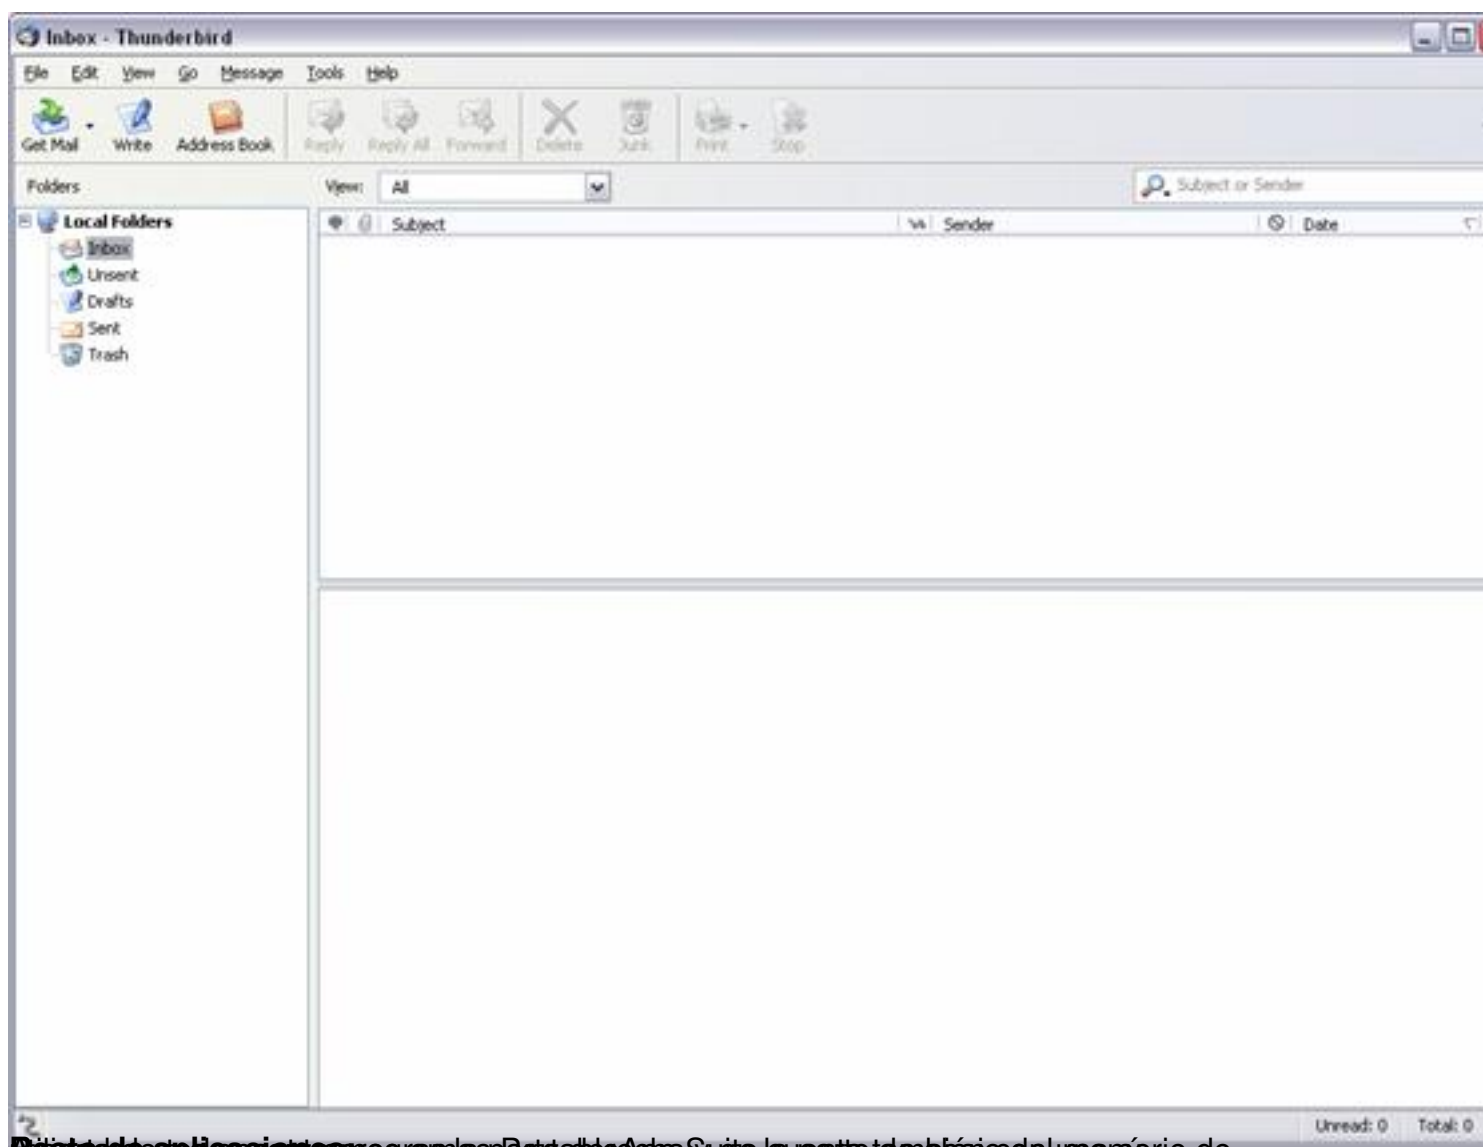 Inbox - Thunderbird
File Edit View Go Message Tools Help
Get Mail Write Address Book Reply Reply All Forward Delete Junk Print Stop
Folders View: All Subject or Sender
Local Folders
Subject Sender Date
Inbox
Unsent
Drafts
Sent
Trash
Unread: 0 Total: 0